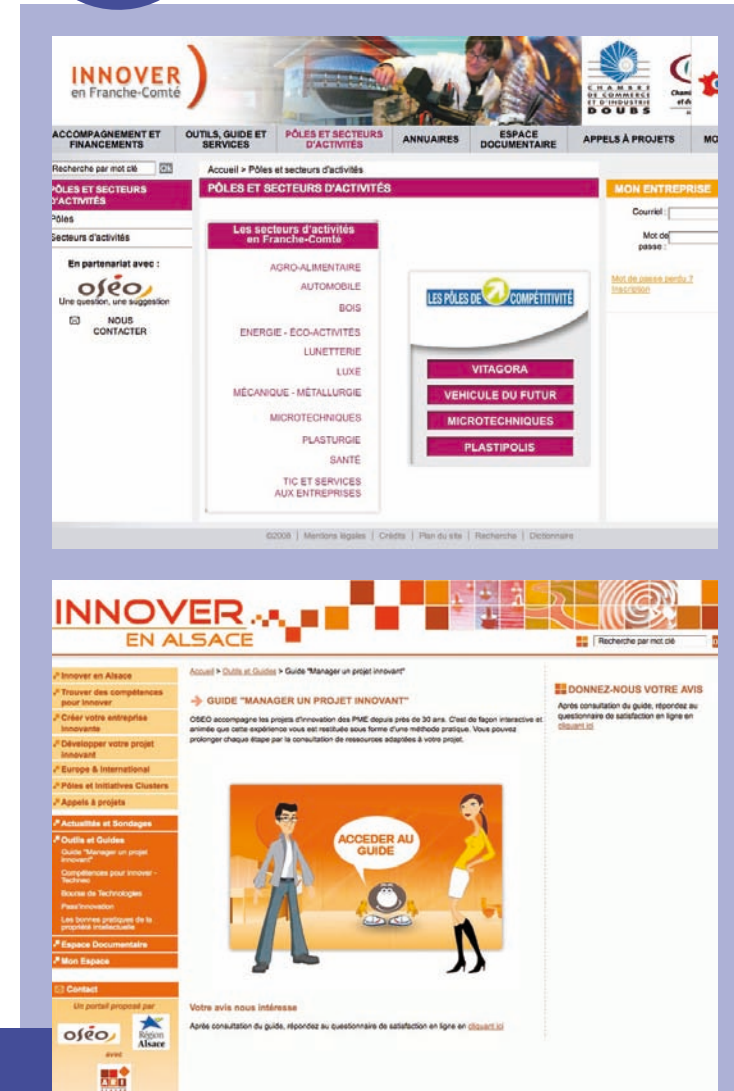 INNOVER
en Franche-Comté
CHAMBRE
DE COMMERCE
ET D'INDUSTRIE
DOUBS
ACCOMPAGNEMENT ET
FINANCEMENTS
OUTILS, GUIDE ET
SERVICES
PÔLES ET SECTEURS
D'ACTIVITÉS
ANNUAIRES
ESPACE
DOCUMENTAIRE
APPELS À PROJETS
MO
Recherche par mot clé
Ok
PÔLES ET SECTEURS
D'ACTIVITÉS
Pôles
Secteurs d'activités
En partenariat avec :
oséo
Une question, une suggestion
NOUS
CONTACTER
Accueil > Pôles et secteurs d'activités
PÔLES ET SECTEURS D'ACTIVITÉS
Les secteurs d'activités
en Franche-Comté
AGRO-ALIMENTAIRE
AUTOMOBILE
BOIS
ENERGIE - ÉCO-ACTIVITÉS
LUNETTERIE
LUXE
MÉCANIQUE - MÉTALLURGIE
MICROTECHNIQUES
PLASTURGIE
SANTÉ
TIC ET SERVICES
AUX ENTREPRISES
LES PÔLES DE COMPÉTITIVITÉ
VITAGORA
VEHICULE DU FUTUR
MICROTECHNIQUES
PLASTIPOLIS
MON ENTREPRISE
Courriel :
Mot de
passe :
Mot de passe perdu ?
Inscription
©2008 | Mentions légales | Crédits | Plan du site | Recherche | Dictionnaire
INNOVER
EN ALSACE
Recherche par mot clé
Innover en Alsace
Trouver des compétences
pour innover
Créer votre entreprise
innovante
Développer votre projet
innovant
Europe & International
Pôles et Initiatives Clusters
Appels à projets
Actualités et Sondages
Outils et Guides
Guide "Manager un projet
innovant"
Compétences pour innover -
Technec
Bourse de Technologies
Pass'Innovation
Les bonnes pratiques de la
propriété intellectuelle
Espace Documentaire
Mon Espace
Contact
Un portail proposé par
oséo
Région
Alsace
avec
Accueil > Outils et Guides > Guide "Manager un projet innovant"
GUIDE "MANAGER UN PROJET INNOVANT"
OSEO accompagne les projets d'innovation des PME depuis près de 30 ans. C'est de façon interactive et
animée que cette expérience vous est restituée sous forme d'une méthode pratique. Vous pouvez
prolonger chaque étape par la consultation de ressources adaptées à votre projet.
ACCEDER AU
GUIDE
Votre avis nous intéresse
Après consultation du guide, répondez au questionnaire de satisfaction en ligne en cliquant ici
DONNEZ-NOUS VOTRE AVIS
Après consultation du guide, répondez au
questionnaire de satisfaction en ligne en
cliquant ici